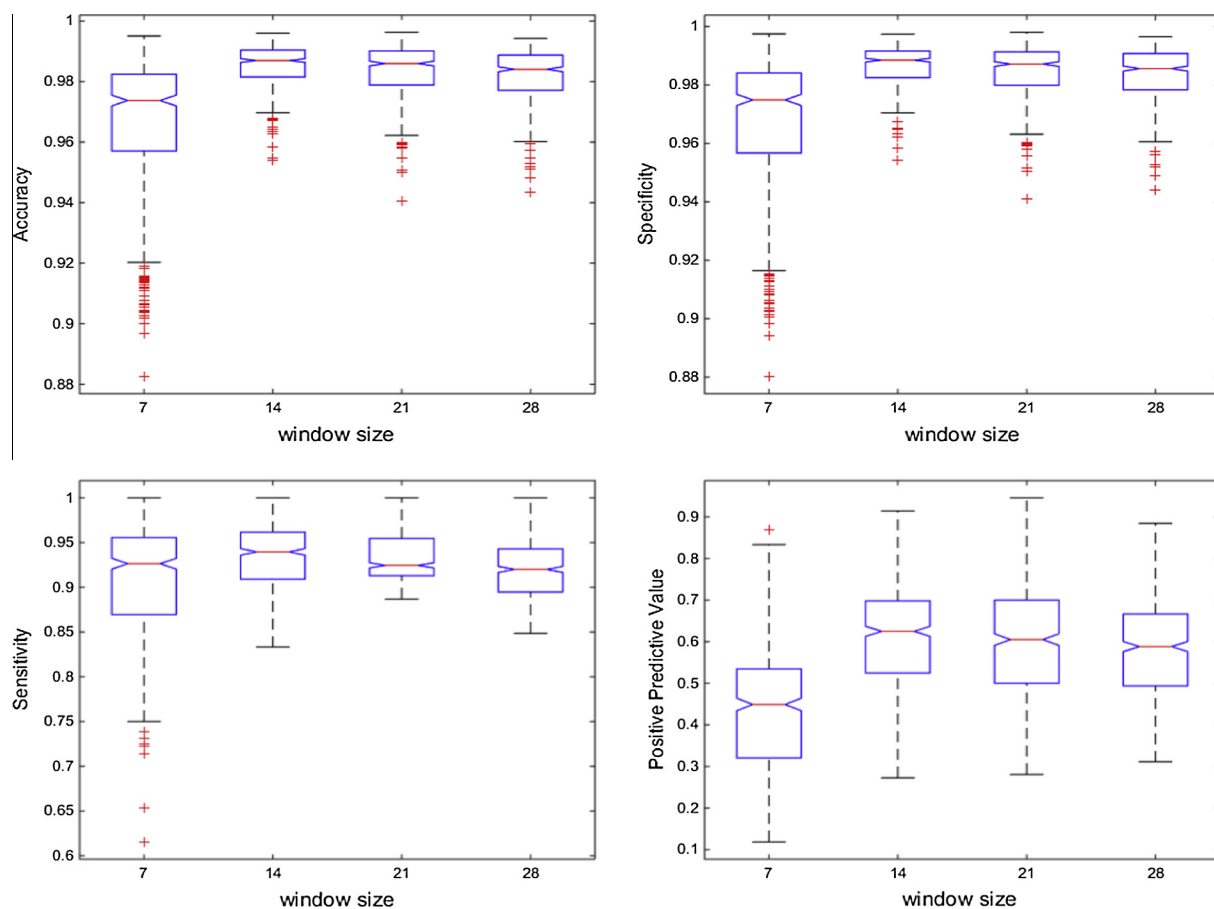 Accuracy
1
0.98
0.96
0.94
0.92
0.9
0.88
7 14 21 28
window size
Specificity
1
0.98
0.96
0.94
0.92
0.9
0.88
7 14 21 28
window size
Sensitivity
1
0.95
0.9
0.85
0.8
0.75
0.7
0.65
0.6
7 14 21 28
window size
Positive Predictive Value
0.9
0.8
0.7
0.6
0.5
0.4
0.3
0.2
0.1
7 14 21 28
window size